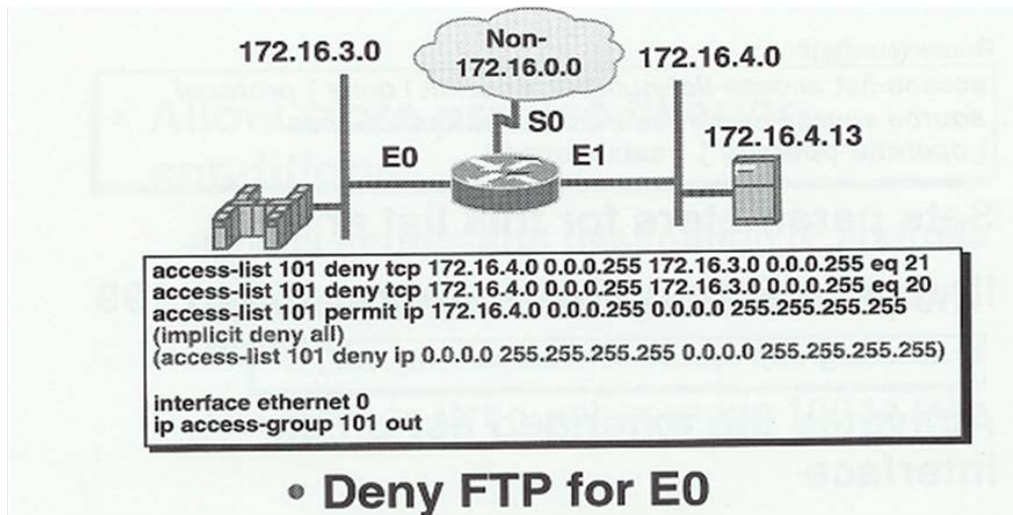 172.16.3.0
Non-
172.16.0.0
172.16.4.0
S0
172.16.4.13
E0
E1
access-list 101 deny tcp 172.16.4.0 0.0.0.255 172.16.3.0 0.0.0.255 eq 21
access-list 101 deny tcp 172.16.4.0 0.0.0.255 172.16.3.0 0.0.0.255 eq 20
access-list 101 permit ip 172.16.4.0 0.0.0.255 0.0.0.0 255.255.255.255
(implicit deny all)
(access-list 101 deny ip 0.0.0.0 255.255.255.255 0.0.0.0 255.255.255.255)
interface ethernet 0
ip access-group 101 out
• Deny FTP for E0